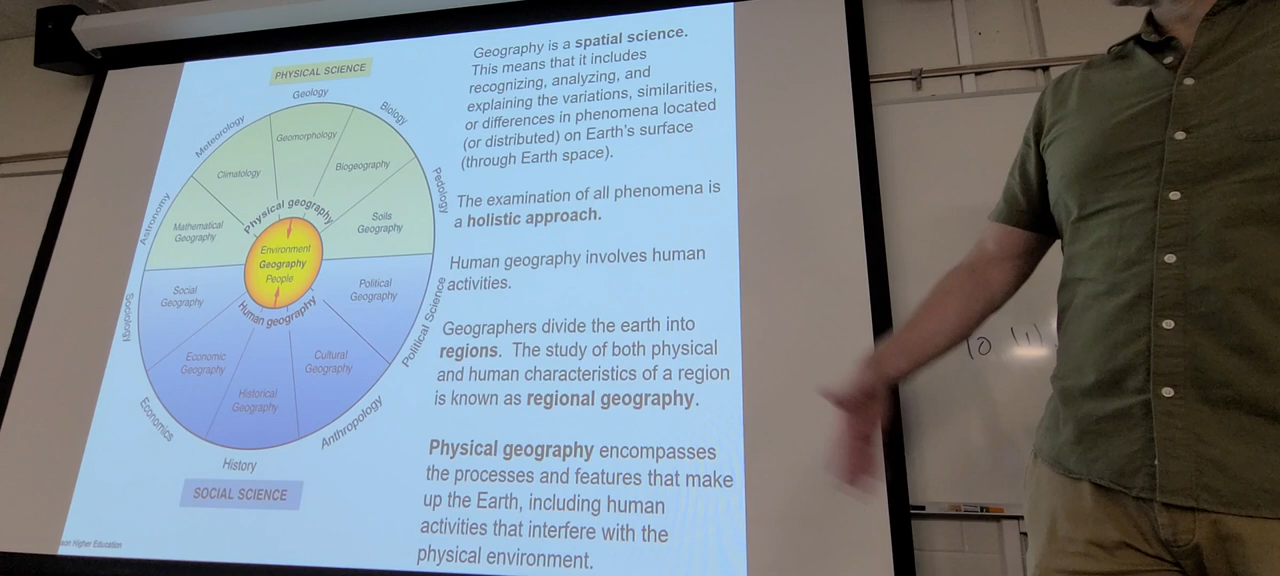 PHYSICAL SCIENCE
Geology
Meteorology
Biology
Astronomy
Pedology
Geomorphology
Climatology
Biogeography
Mathematical
Geography
Soils
Geography
Physical geography
Environment
Geography
People
Human geography
Social
Geography
Political
Geography
Economic
Geography
Cultural
Geography
Historical
Geography
Sociology
Political Science
Economics
Anthropology
History
SOCIAL SCIENCE
Higher Education
Geography is a spatial science.
This means that it includes
recognizing, analyzing, and
explaining the variations, similarities,
or differences in phenomena located
(or distributed) on Earth's surface
(through Earth space).
The examination of all phenomena is
a holistic approach.
Human geography involves human
activities.
Geographers divide the earth into
regions. The study of both physical
and human characteristics of a region
is known as regional geography.
Physical geography encompasses
the processes and features that make
up the Earth, including human
activities that interfere with the
physical environment.